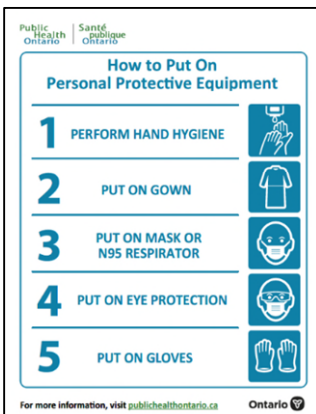 Public Health Ontario
Santé publique Ontario
How to Put On
Personal Protective Equipment
1 PERFORM HAND HYGIENE
2 PUT ON GOWN
3 PUT ON MASK OR
N95 RESPIRATOR
4 PUT ON EYE PROTECTION
5 PUT ON GLOVES
For more information, visit publichealthontario.ca
Ontario